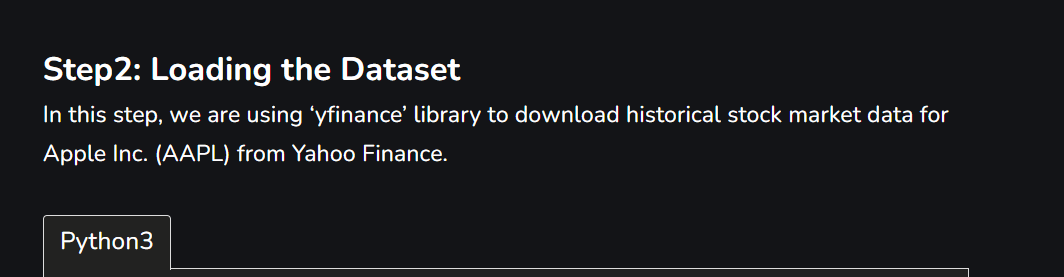 Step2: Loading the Dataset
In this step, we are using ‘yfinance’ library to download historical stock market data for
Apple Inc. (AAPL) from Yahoo Finance.
Python3